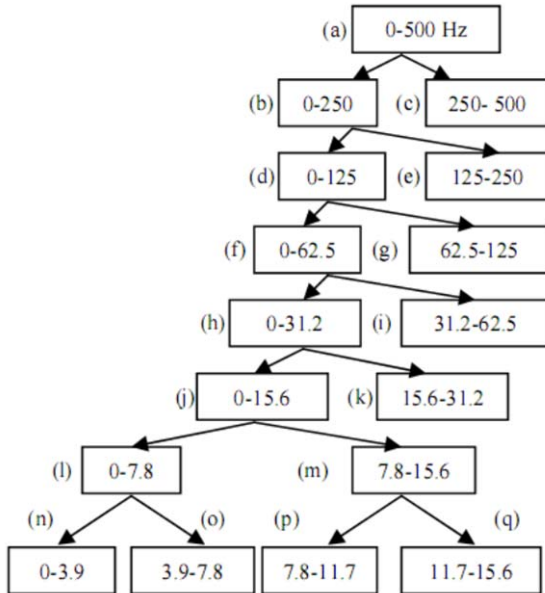 (a) 0-500 Hz
(b) 0-250 (c) 250- 500
(d) 0-125 (e) 125-250
(f) 0-62.5 (g) 62.5-125
(h) 0-31.2 (i) 31.2-62.5
(j) 0-15.6 (k) 15.6-31.2
(l) 0-7.8 (m) 7.8-15.6
(n) (o) (p) (q)
0-3.9 3.9-7.8 7.8-11.7 11.7-15.6